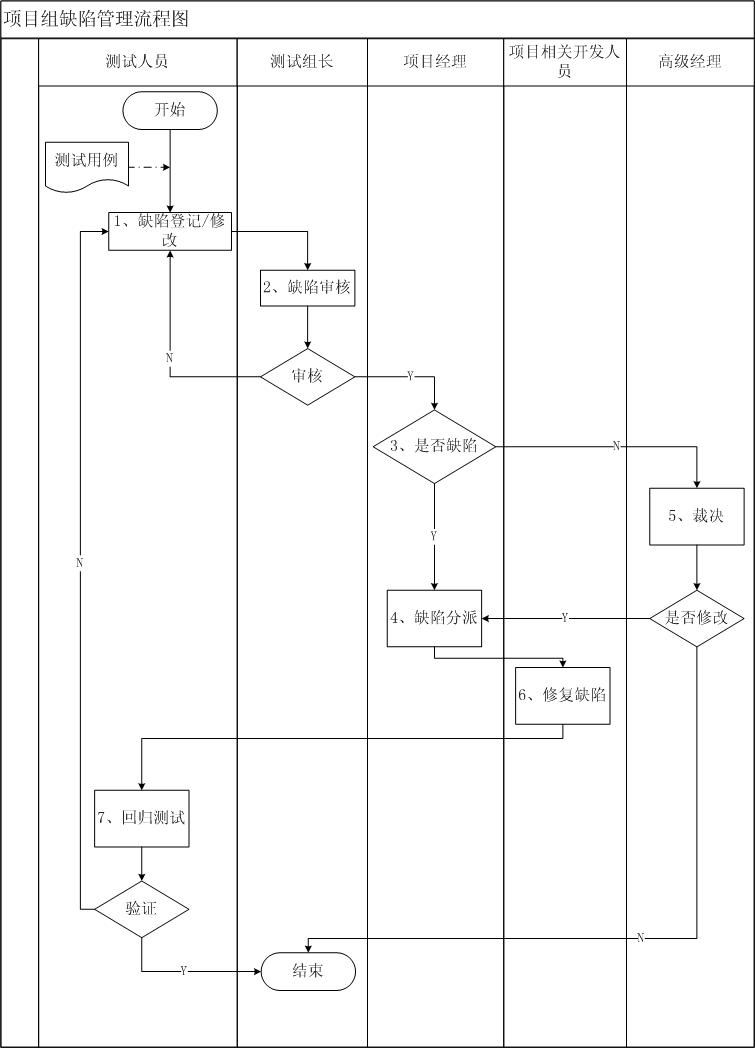 项目组缺陷管理流程图
测试人员
测试组长
项目经理
项目相关开发人
员
高级经理
开始
测试用例
1、缺陷登记/修
改
2、缺陷审核
N
审核
Y
3、是否缺陷
N
5、裁决
Y
N
4、缺陷分派
Y
是否修改
6、修复缺陷
7、回归测试
验证
N
Y
结束